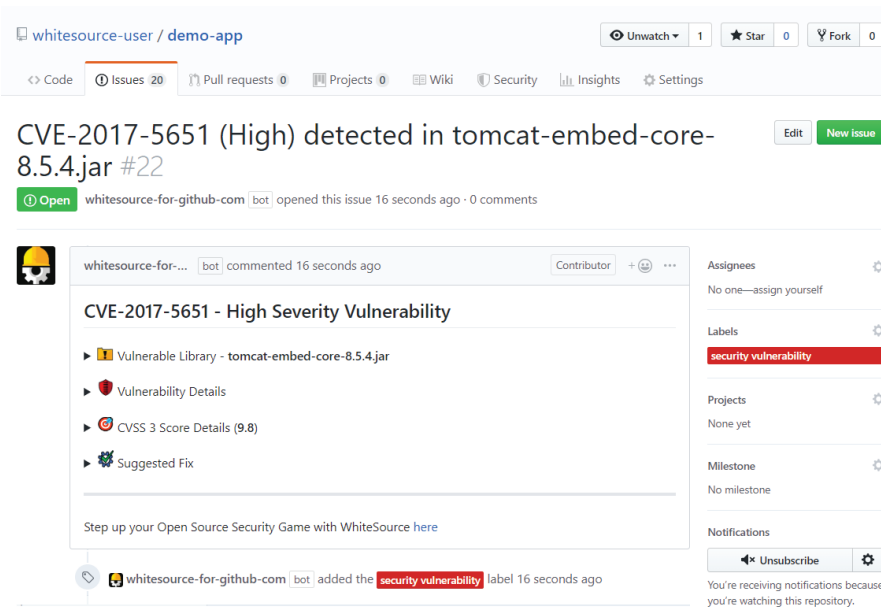 whitesource-user / demo-app
Unwatch 1 Star 0 Fork 0
Code Issues 20 Pull requests 0 Projects 0 Wiki Security Insights Settings
CVE-2017-5651 (High) detected in tomcat-embed-core-
8.5.4.jar #22
Edit New issue
Open whitesource-for-github-com bot opened this issue 16 seconds ago · 0 comments
whitesource-for-... bot commented 16 seconds ago Contributor + ...
CVE-2017-5651 - High Severity Vulnerability
Vulnerable Library - tomcat-embed-core-8.5.4.jar
Vulnerability Details
CVSS 3 Score Details (9.8)
Suggested Fix
Step up your Open Source Security Game with WhiteSource here
whitesource-for-github-com bot added the security vulnerability label 16 seconds ago
Assignees
No one—assign yourself
Labels
security vulnerability
Projects
None yet
Milestone
No milestone
Notifications
Unsubscribe
You're receiving notifications because
you're watching this repository.